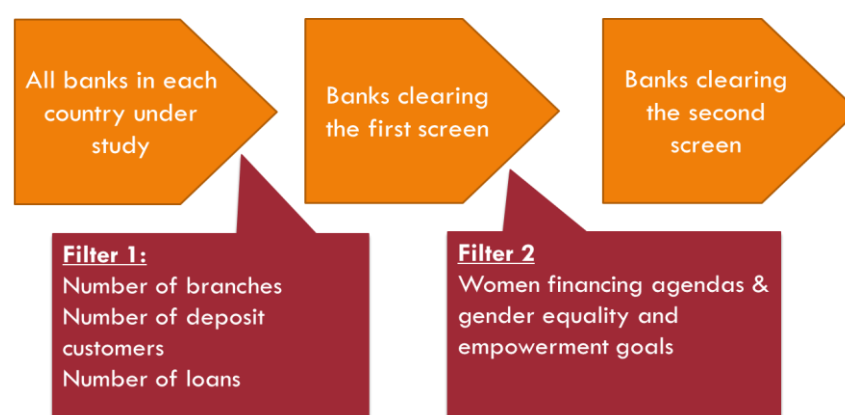 All banks in each
country under
study
Banks clearing
the first screen
Banks clearing
the second
screen
Filter 1:
Number of branches
Number of deposit
customers
Number of loans
Filter 2
Women financing agendas &
gender equality and
empowerment goals